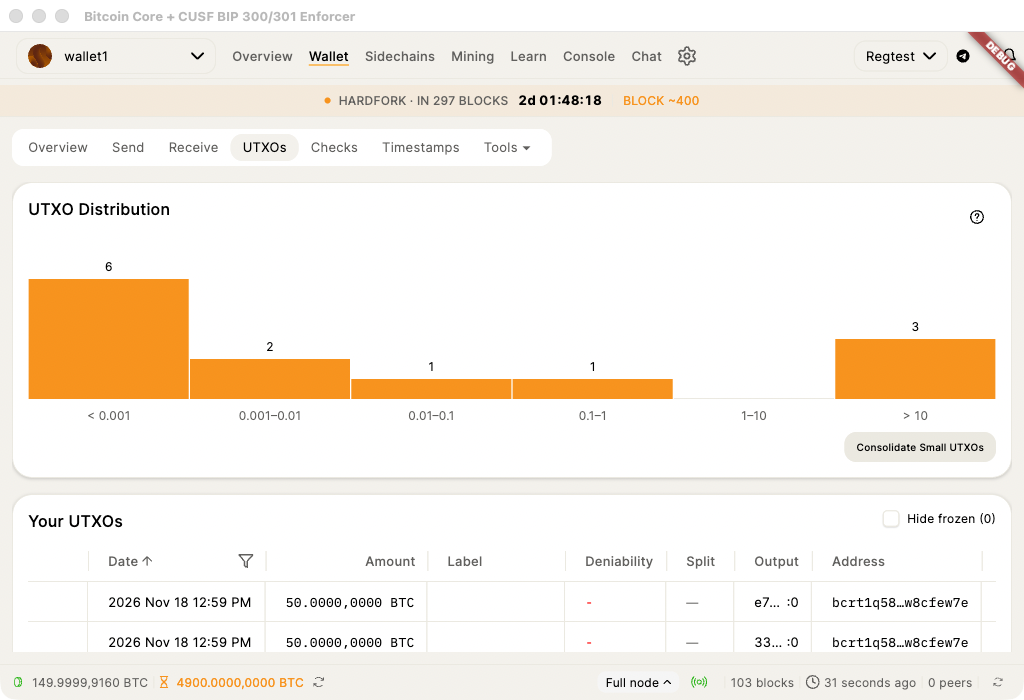 Bitcoin Core + CUSF BIP 300/301 Enforcer
wallet1 Overview Wallet Sidechains Mining Learn Console Chat Regtest DEBUG
HARDFORK · IN 297 BLOCKS 2d 01:48:18 BLOCK ~400
Overview Send Receive UTXOs Checks Timestamps Tools
UTXO Distribution
6
2
1
1
3
< 0.001 0.001–0.01 0.01–0.1 0.1–1 1–10 > 10
Consolidate Small UTXOs
Your UTXOs Hide frozen (0)
Date Amount Label Deniability Split Output Address
2026 Nov 18 12:59 PM 50.0000,0000 BTC - — e7... :0 bcrt1q58…w8cfew7e
2026 Nov 18 12:59 PM 50.0000,0000 BTC - — 33... :0 bcrt1q58…w8cfew7e
149.9999,9160 BTC 4900.0000,0000 BTC Full node 103 blocks 31 seconds ago 0 peers